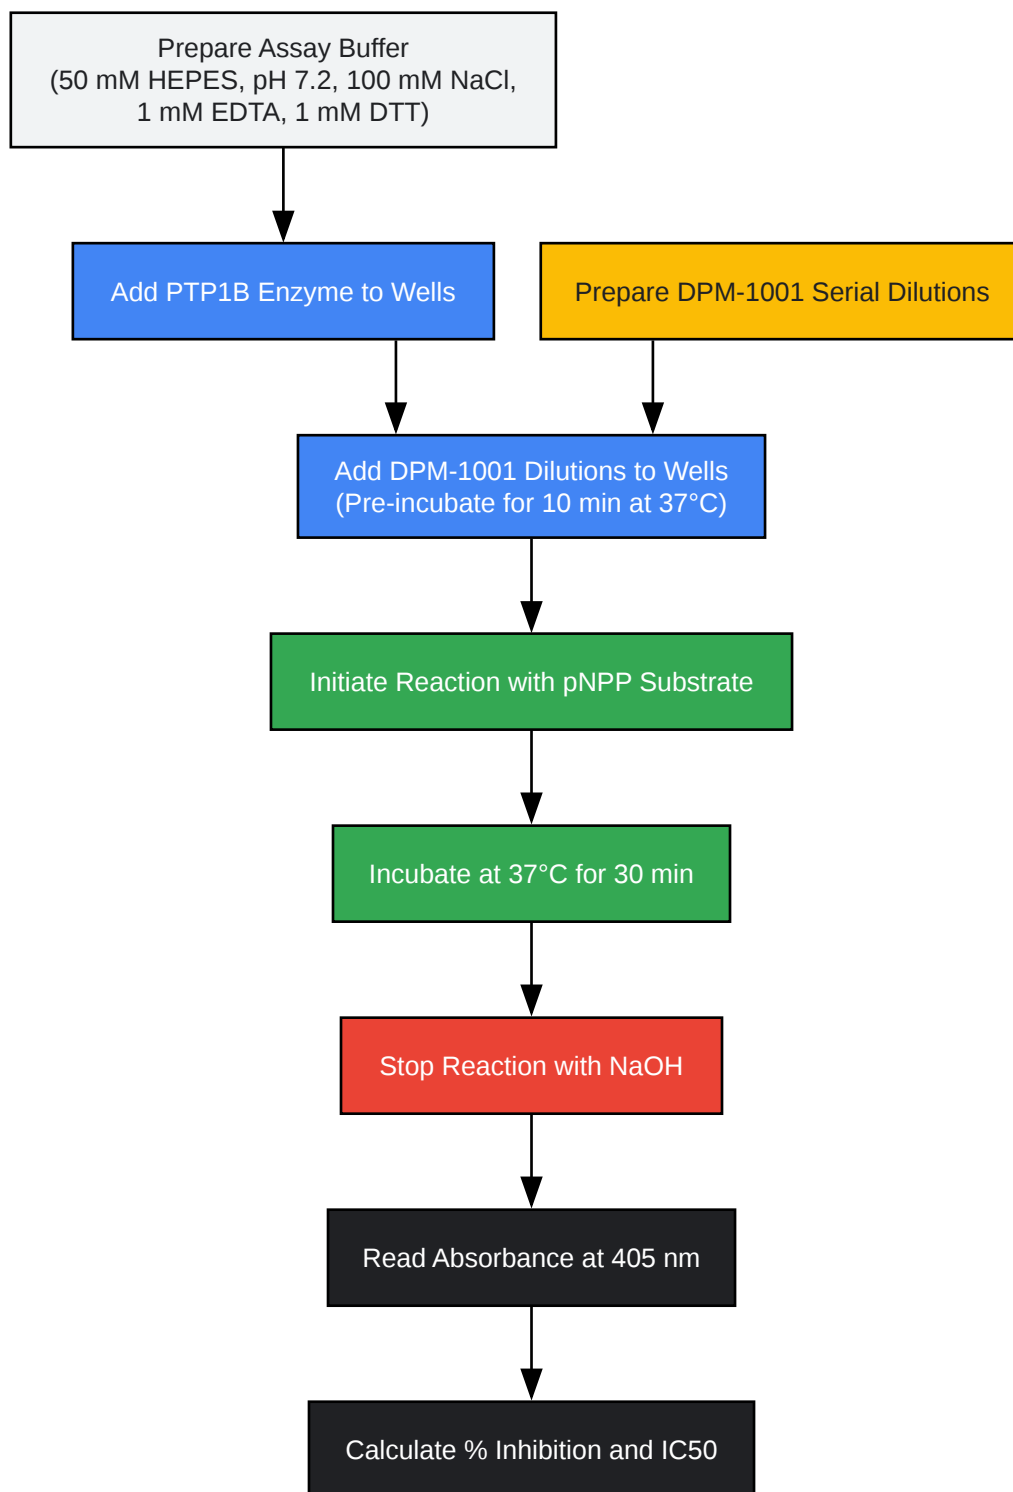 Prepare Assay Buffer
(50 mM HEPES, pH 7.2, 100 mM NaCl,
1 mM EDTA, 1 mM DTT)
Add PTP1B Enzyme to Wells
Prepare DPM-1001 Serial Dilutions
Add DPM-1001 Dilutions to Wells
(Pre-incubate for 10 min at 37°C)
Initiate Reaction with pNPP Substrate
Incubate at 37°C for 30 min
Stop Reaction with NaOH
Read Absorbance at 405 nm
Calculate % Inhibition and IC50